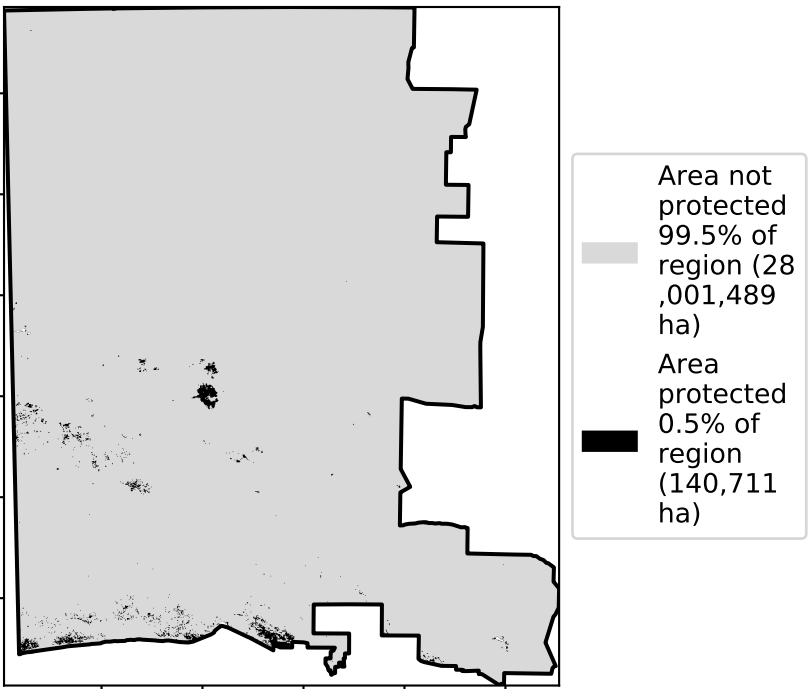 Area not
protected
99.5% of
region (28
,001,489
ha)
Area
protected
0.5% of
region
(140,711
ha)